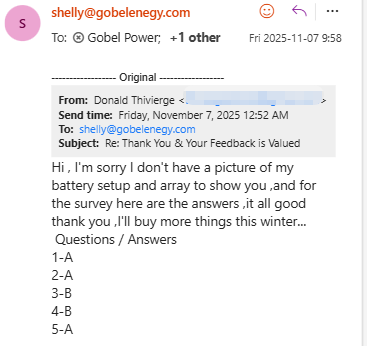 S
shelly@gobelenegy.com
To: Gobel Power; +1 other
Fri 2025-11-07 9:58
------------------ Original ------------------
From: Donald Thivierge < >
Send time: Friday, November 7, 2025 12:52 AM
To: shelly@gobelenegy.com
Subject: Re: Thank You & Your Feedback is Valued
Hi , I'm sorry I don't have a picture of my
battery setup and array to show you ,and for
the survey here are the answers ,it all good
thank you ,I'll buy more things this winter...
Questions / Answers
1-A
2-A
3-B
4-B
5-A